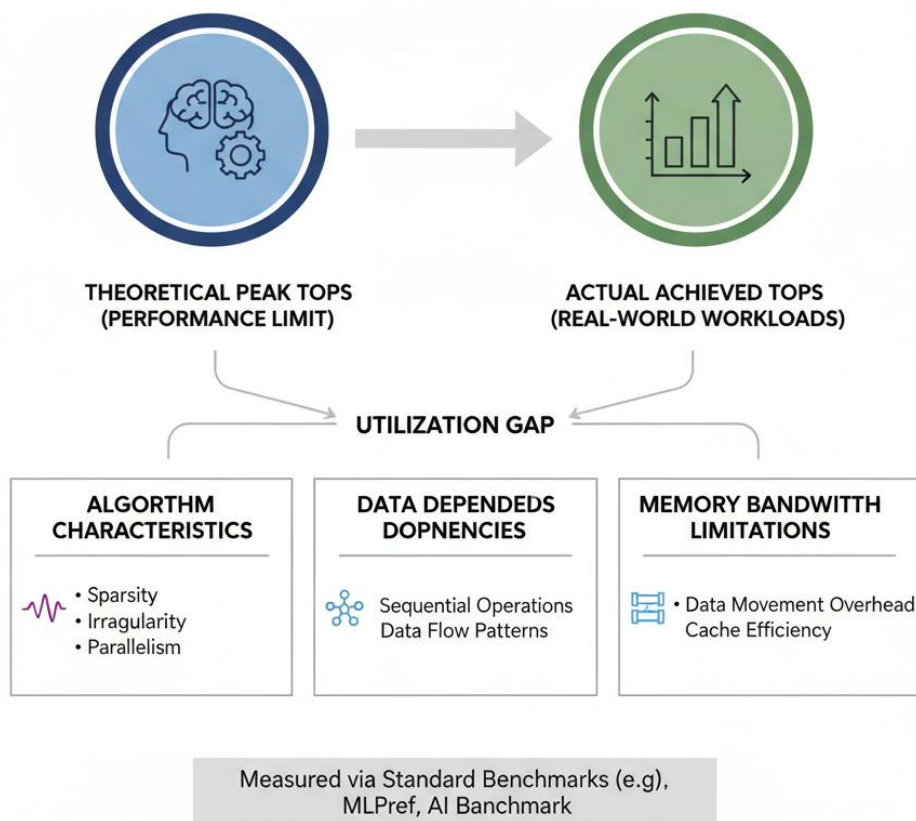 THEORETICAL PEAK TOPS
(PERFORMANCE LIMIT)
ACTUAL ACHIEVED TOPS
(REAL-WORLD WORKLOADS)
UTILIZATION GAP
ALGORTHM
CHARACTERISTICS
• Sparsity
• Irragularity
• Parallelism
DATA DEPENDEDS
DOPNENCIES
Sequential Operations
Data Flow Patterns
MEMORY BANDWITTH
LIMITATIONS
• Data Movement Overhead
Cache Efficiency
Measured via Standard Benchmarks (e.g),
MLPref, AI Banchmark